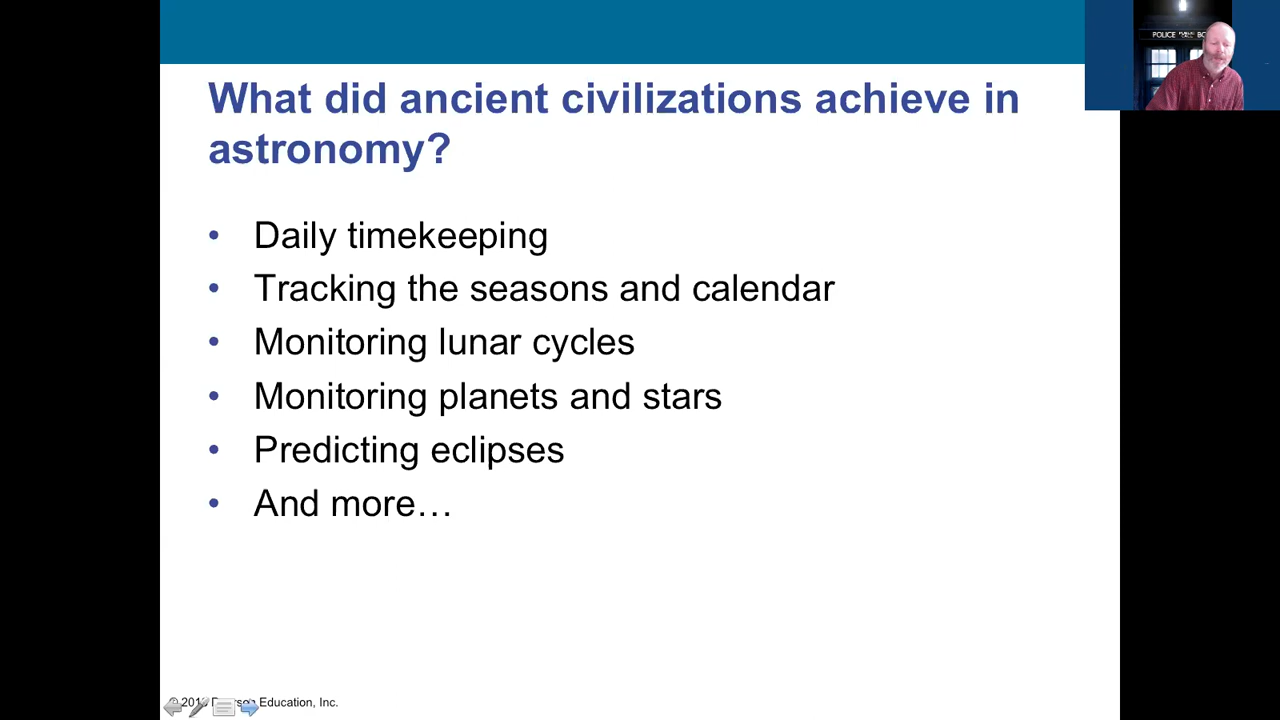 POLICE BO
What did ancient civilizations achieve in
astronomy?
• Daily timekeeping
• Tracking the seasons and calendar
• Monitoring lunar cycles
• Monitoring planets and stars
• Predicting eclipses
• And more…
Education, Inc.